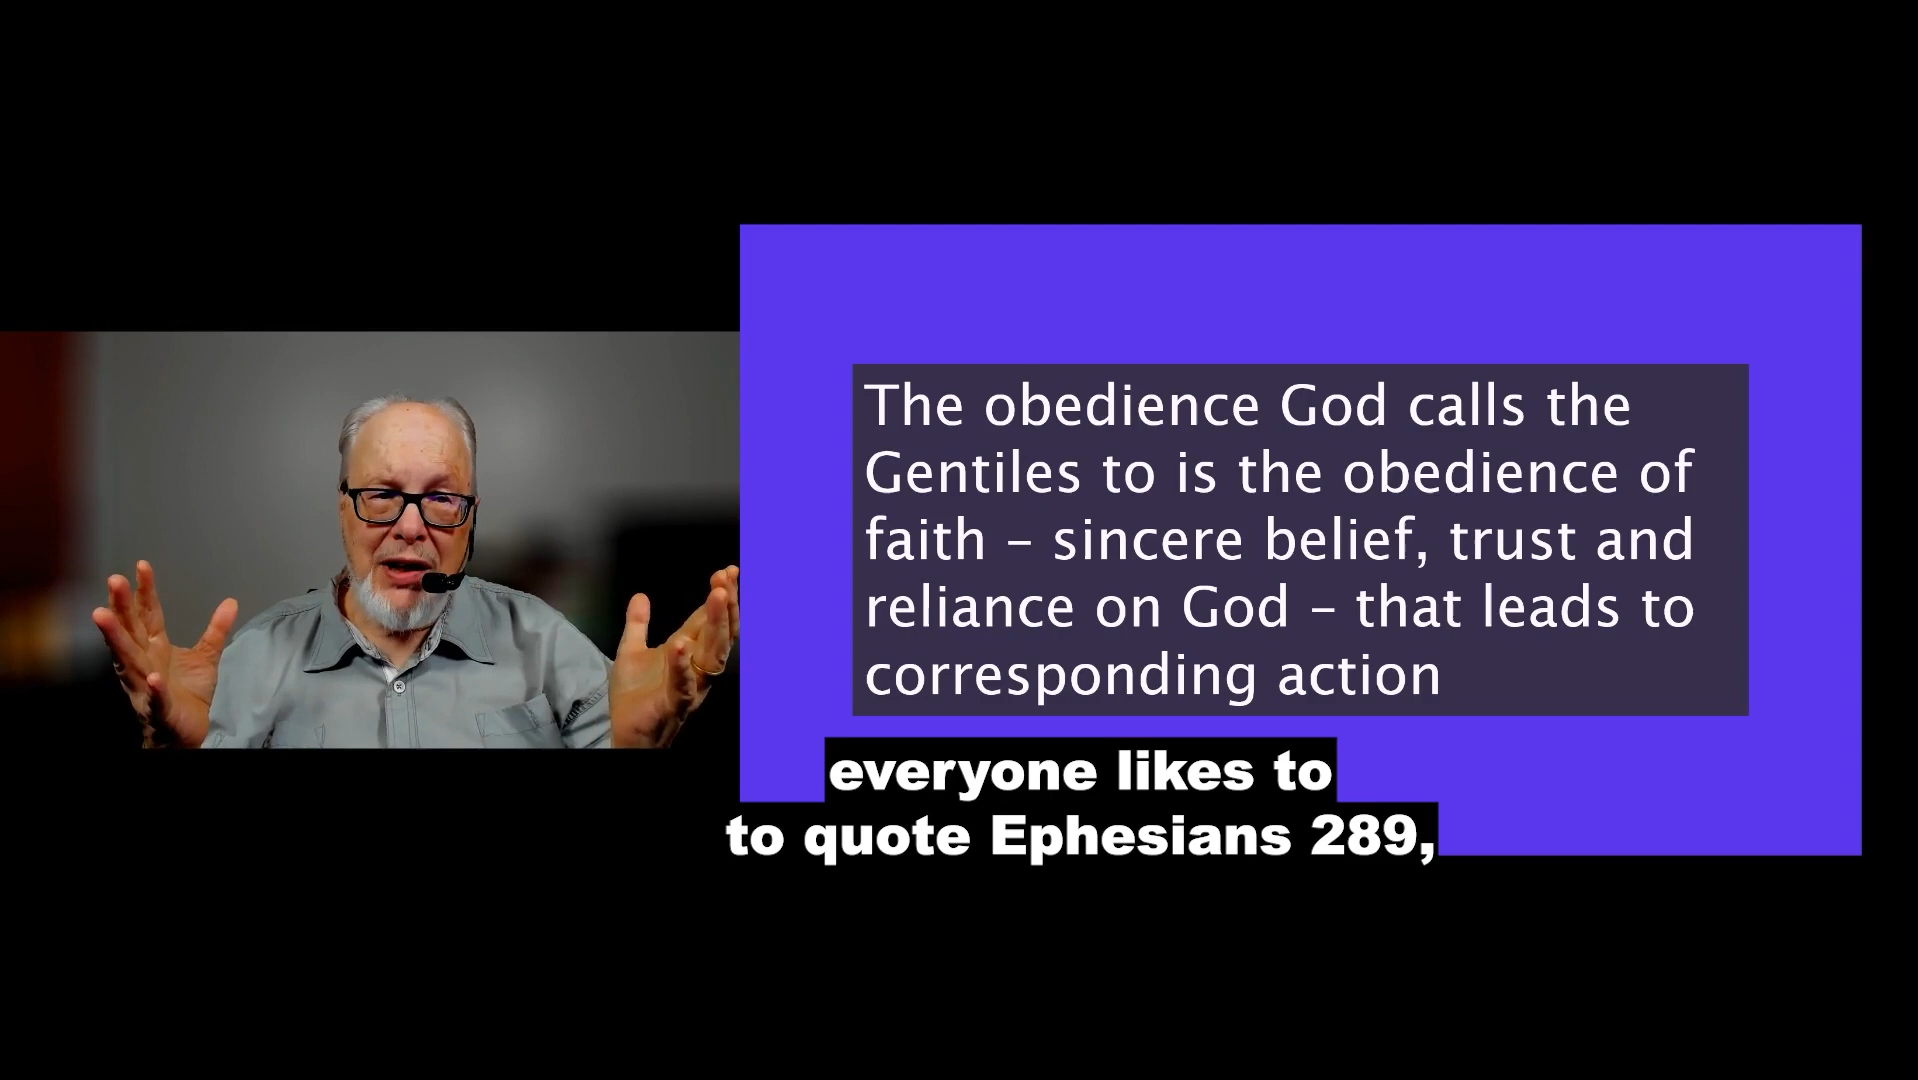 The obedience God calls the
Gentiles to is the obedience of
faith – sincere belief, trust and
reliance on God – that leads to
corresponding action
everyone likes to
to quote Ephesians 289,